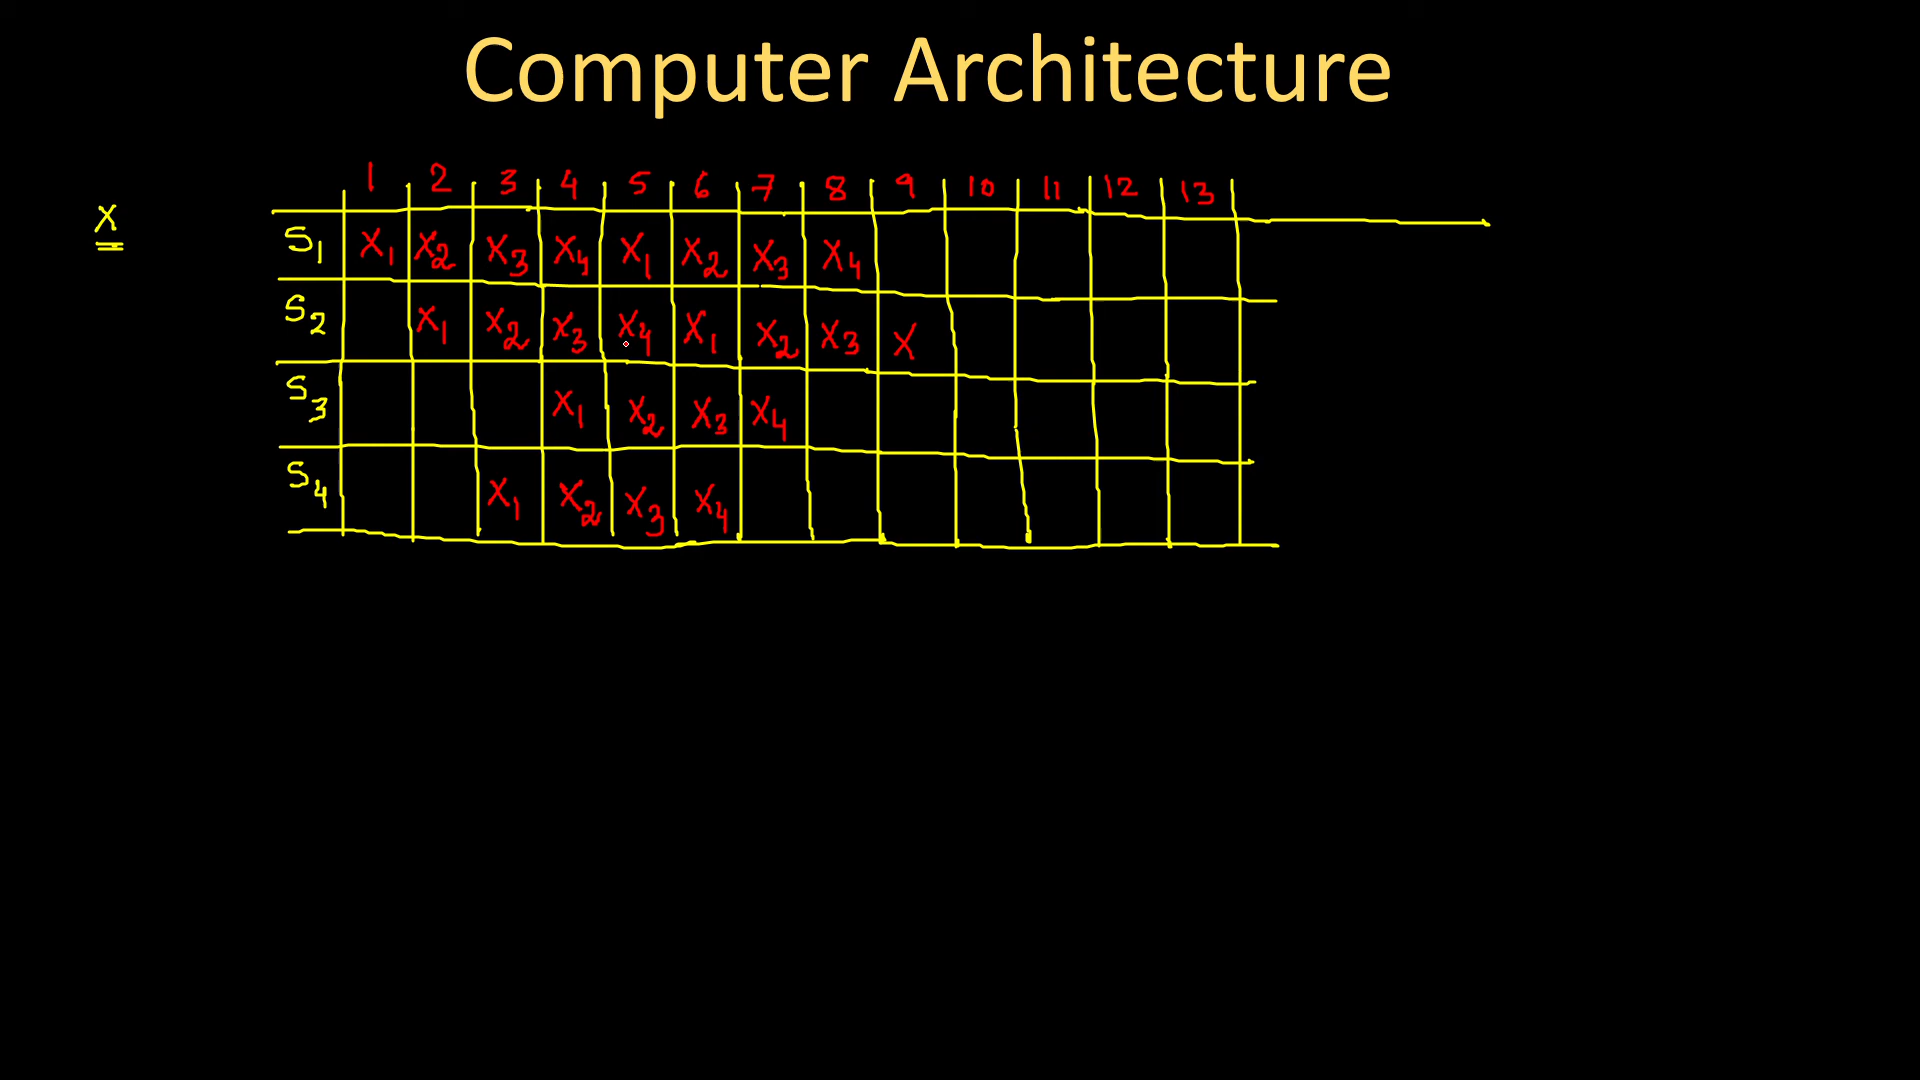 Computer Architecture
1 2 3 4 5 6 7 8 9 10 11 12 13
X
S1 X1 X2 X3 X4 X1 X2 X3 X4
S2 X1 X2 X3 X4 X1 X2 X3 X
S3 X1 X2 X3 X4
S4 X1 X2 X3 X4